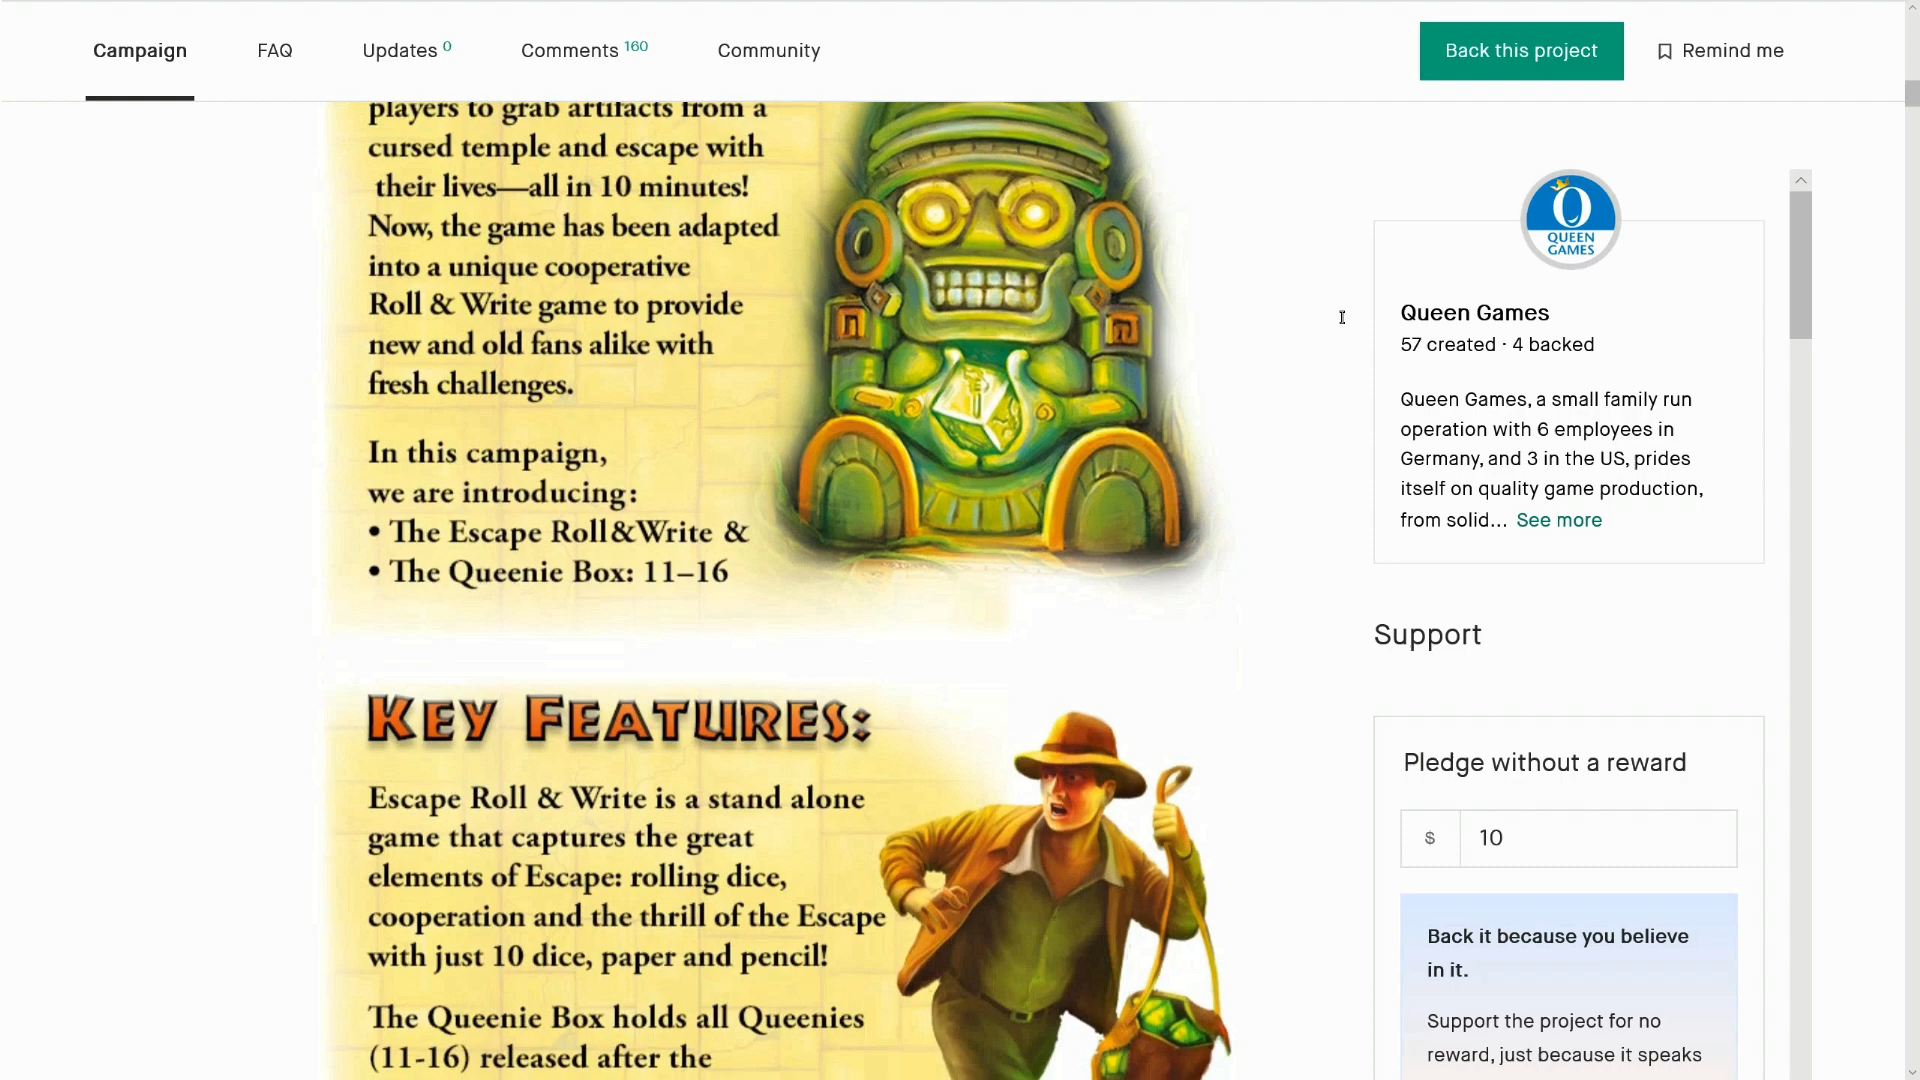 Campaign
FAQ
Updates 0
Comments 160
Community
Back this project
Remind me
players to grab artifacts from a
cursed temple and escape with
their lives—all in 10 minutes!
Now, the game has been adapted
into a unique cooperative
Roll & Write game to provide
new and old fans alike with
fresh challenges.
In this campaign,
we are introducing:
• The Escape Roll&Write &
• The Queenie Box: 11–16
KEY FEATURES:
Escape Roll & Write is a stand alone
game that captures the great
elements of Escape: rolling dice,
cooperation and the thrill of the Escape
with just 10 dice, paper and pencil!
The Queenie Box holds all Queenies
(11-16) released after the
QUEEN
GAMES
Queen Games
57 created · 4 backed
Queen Games, a small family run
operation with 6 employees in
Germany, and 3 in the US, prides
itself on quality game production,
from solid... See more
Support
Pledge without a reward
$ 10
Back it because you believe
in it.
Support the project for no
reward, just because it speaks